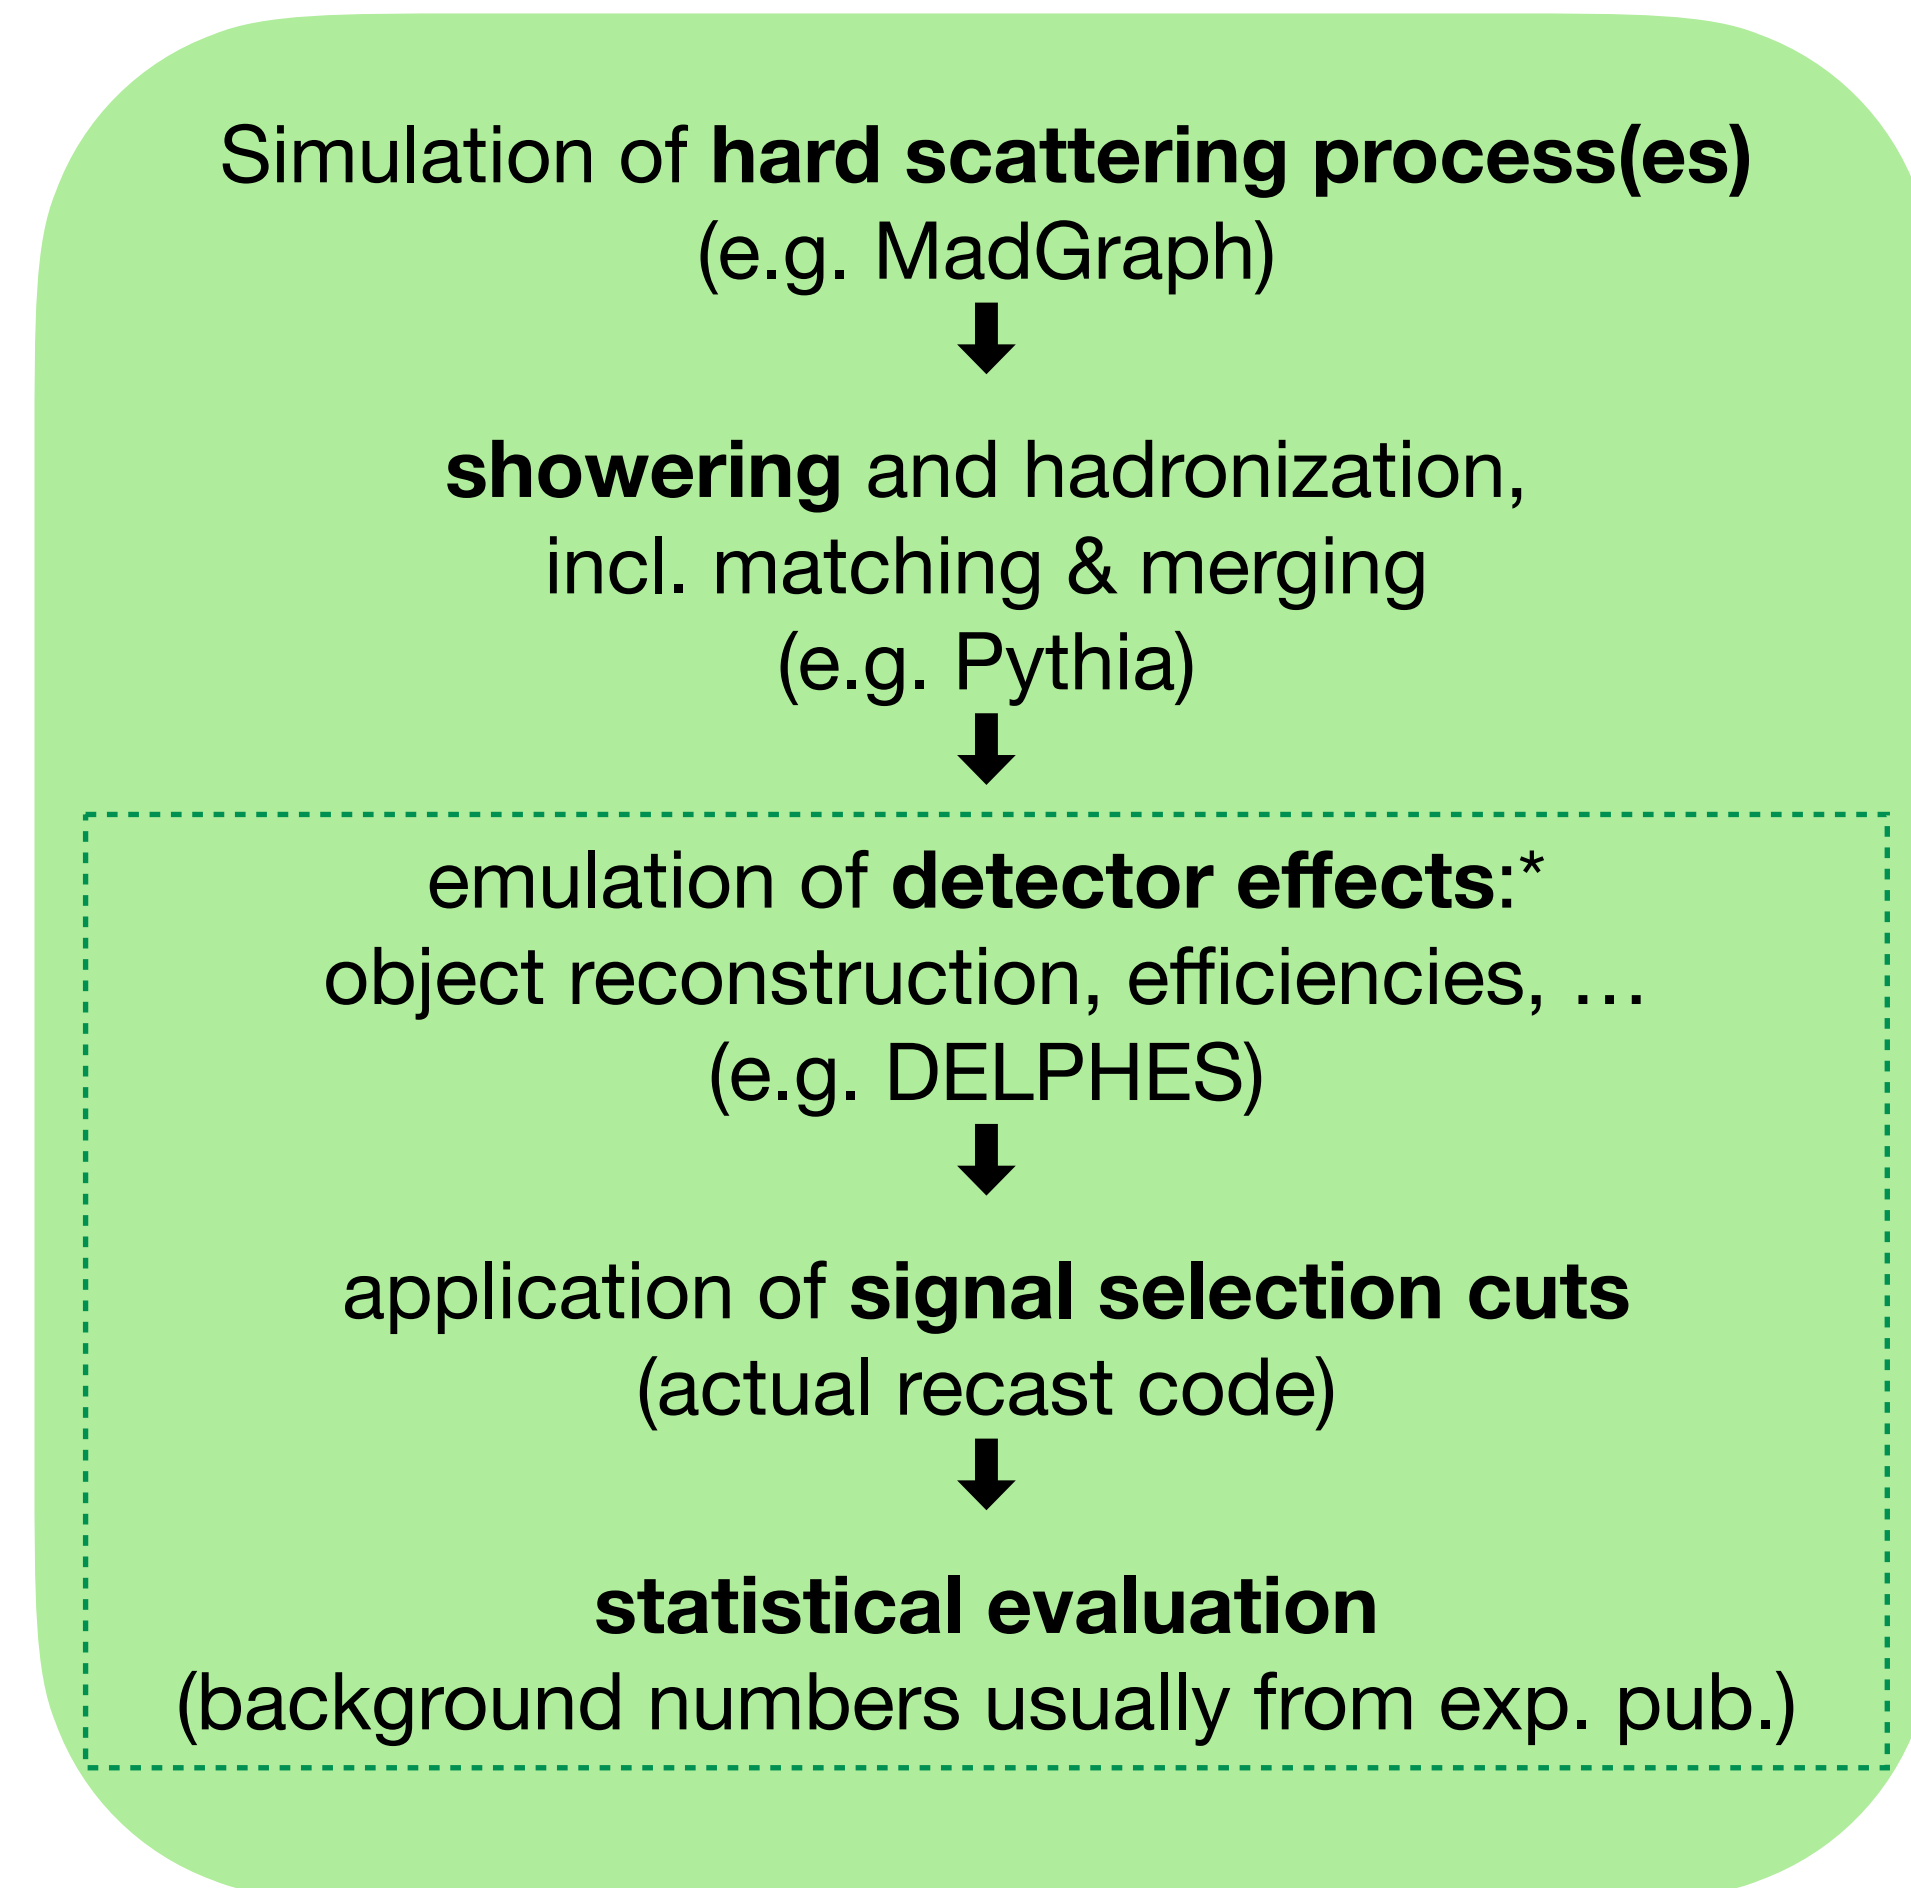 Simulation of hard scattering process(es)
(e.g. MadGraph)
showering and hadronization,
incl. matching & merging
(e.g. Pythia)
emulation of detector effects:*
object reconstruction, efficiencies, …
(e.g. DELPHES)
application of signal selection cuts
(actual recast code)
statistical evaluation
(background numbers usually from exp. pub.)